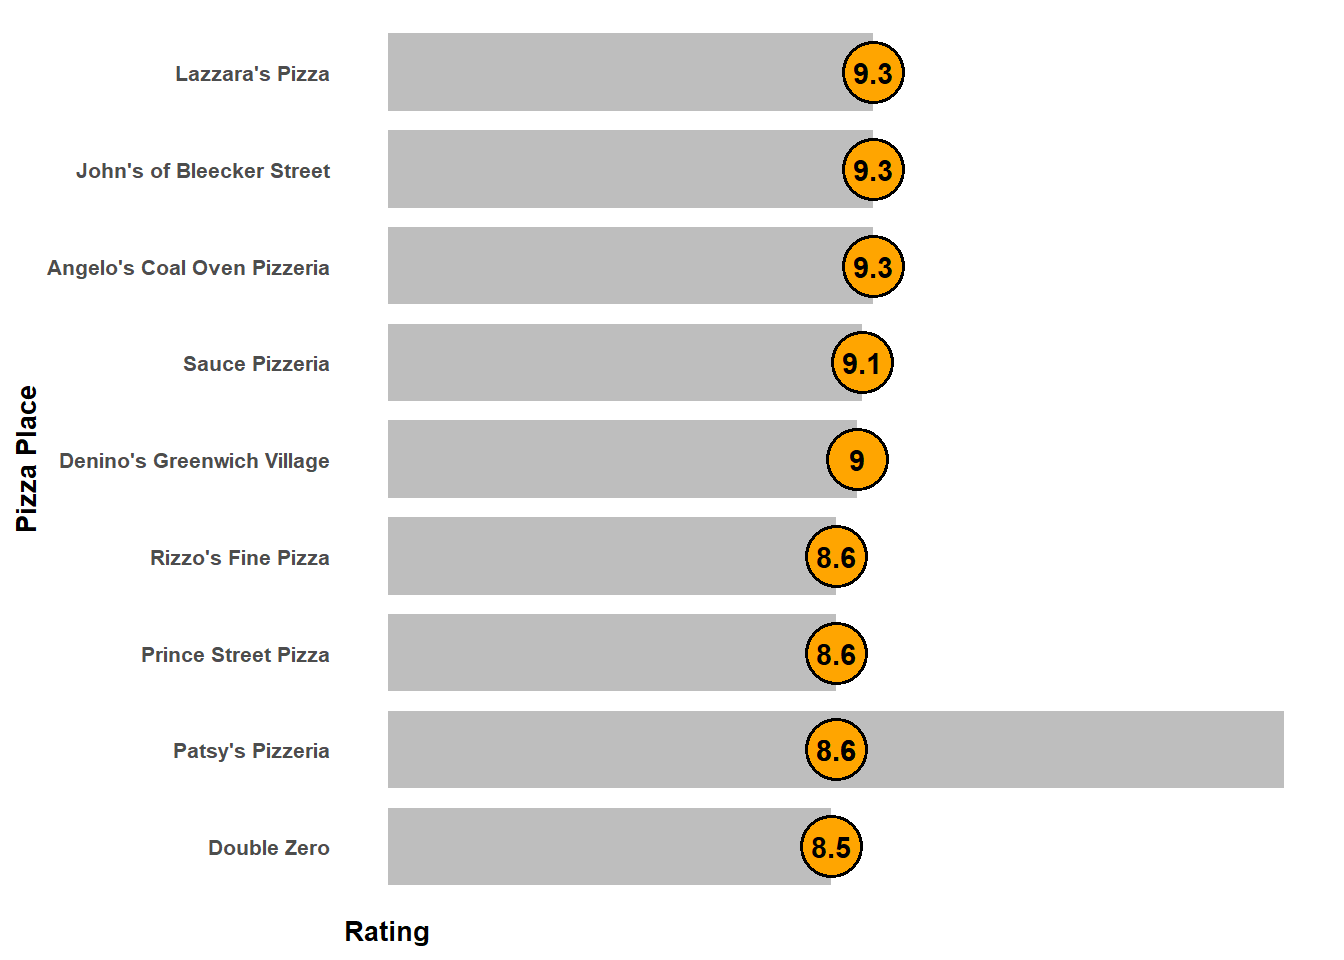 Lazzara's Pizza 9.3
John's of Bleecker Street 9.3
Angelo's Coal Oven Pizzeria 9.3
Sauce Pizzeria 9.1
Denino's Greenwich Village 9
Rizzo's Fine Pizza 8.6
Prince Street Pizza 8.6
Patsy's Pizzeria 8.6
Double Zero 8.5
Pizza Place
Rating